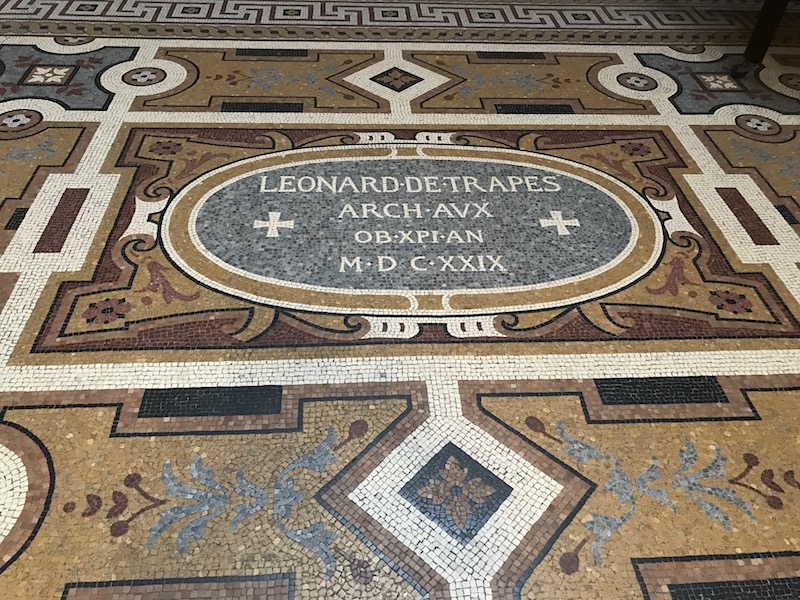 LEONARD·DE·TRAPES
ARCH·AVX
OB·XPI·AN
M·D C·XXIX